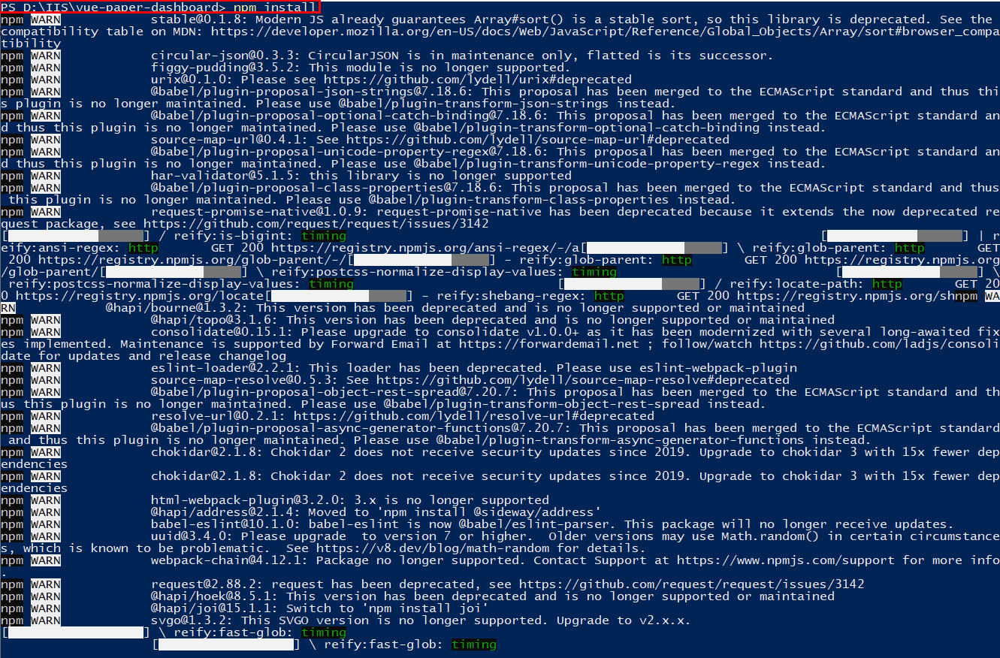 PS D:\IIS\vue-paper-dashboard> npm install
npm WARN stable@0.1.8: Modern JS already guarantees Array#sort() is a stable sort, so this library is deprecated. See the
compatibility table on MDN: https://developer.mozilla.org/en-US/docs/Web/JavaScript/Reference/Global_Objects/Array/sort#browser_compa
tibility
npm WARN circular-json@0.3.3: CircularJSON is in maintenance only, flatted is its successor.
npm WARN figgy-pudding@3.5.2: This module is no longer supported.
npm WARN urix@0.1.0: Please see https://github.com/lydell/urix#deprecated
npm WARN @babel/plugin-proposal-json-strings@7.18.6: This proposal has been merged to the ECMAScript standard and thus thi
s plugin is no longer maintained. Please use @babel/plugin-transform-json-strings instead.
npm WARN @babel/plugin-proposal-optional-catch-binding@7.18.6: This proposal has been merged to the ECMAScript standard an
d thus this plugin is no longer maintained. Please use @babel/plugin-transform-optional-catch-binding instead.
npm WARN source-map-url@0.4.1: See https://github.com/lydell/source-map-url#deprecated
npm WARN @babel/plugin-proposal-unicode-property-regex@7.18.6: This proposal has been merged to the ECMAScript standard an
d thus this plugin is no longer maintained. Please use @babel/plugin-transform-unicode-property-regex instead.
npm WARN har-validator@5.1.5: this library is no longer supported
npm WARN @babel/plugin-proposal-class-properties@7.18.6: This proposal has been merged to the ECMAScript standard and thus
this plugin is no longer maintained. Please use @babel/plugin-transform-class-properties instead.
npm WARN request-promise-native@1.0.9: request-promise-native has been deprecated because it extends the now deprecated re
quest package, see https://github.com/request/request/issues/3142
[ ] / reify:is-bigint: timing [ ] | r
eify:ansi-regex: http GET 200 https://registry.npmjs.org/ansi-regex/-/a[ ] \ reify:glob-parent: http GET
200 https://registry.npmjs.org/glob-parent/-/[ ] - reify:glob-parent: http GET 200 https://registry.npmjs.org
/glob-parent/[ ] \ reify:postcss-normalize-display-values: timing [ ] \
reify:postcss-normalize-display-values: timing [ ] / reify:locate-path: http GET 20
0 https://registry.npmjs.org/locate[ ] - reify:shebang-regex: http GET 200 https://registry.npmjs.org/shnpm WA
RN @hapi/bourne@1.3.2: This version has been deprecated and is no longer supported or maintained
npm WARN @hapi/topo@3.1.6: This version has been deprecated and is no longer supported or maintained
npm WARN consolidate@0.15.1: Please upgrade to consolidate v1.0.0+ as it has been modernized with several long-awaited fix
es implemented. Maintenance is supported by Forward Email at https://forwardemail.net ; follow/watch https://github.com/ladjs/consoli
date for updates and release changelog
npm WARN eslint-loader@2.2.1: This loader has been deprecated. Please use eslint-webpack-plugin
npm WARN source-map-resolve@0.5.3: See https://github.com/lydell/source-map-resolve#deprecated
npm WARN @babel/plugin-proposal-object-rest-spread@7.20.7: This proposal has been merged to the ECMAScript standard and th
us this plugin is no longer maintained. Please use @babel/plugin-transform-object-rest-spread instead.
npm WARN resolve-url@0.2.1: https://github.com/lydell/resolve-url#deprecated
npm WARN @babel/plugin-proposal-async-generator-functions@7.20.7: This proposal has been merged to the ECMAScript standard
and thus this plugin is no longer maintained. Please use @babel/plugin-transform-async-generator-functions instead.
npm WARN chokidar@2.1.8: Chokidar 2 does not receive security updates since 2019. Upgrade to chokidar 3 with 15x fewer dep
endencies
npm WARN chokidar@2.1.8: Chokidar 2 does not receive security updates since 2019. Upgrade to chokidar 3 with 15x fewer dep
endencies
npm WARN html-webpack-plugin@3.2.0: 3.x is no longer supported
npm WARN @hapi/address@2.1.4: Moved to 'npm install @sideway/address'
npm WARN babel-eslint@10.1.0: babel-eslint is now @babel/eslint-parser. This package will no longer receive updates.
npm WARN uuid@3.4.0: Please upgrade  to version 7 or higher.  Older versions may use Math.random() in certain circumstance
s, which is known to be problematic.  See https://v8.dev/blog/math-random for details.
npm WARN webpack-chain@4.12.1: Package no longer supported. Contact Support at https://www.npmjs.com/support for more info
.
npm WARN request@2.88.2: request has been deprecated, see https://github.com/request/request/issues/3142
npm WARN @hapi/hoek@8.5.1: This version has been deprecated and is no longer supported or maintained
npm WARN @hapi/joi@15.1.1: Switch to 'npm install joi'
npm WARN svgo@1.3.2: This SVGO version is no longer supported. Upgrade to v2.x.x.
[ ] \ reify:fast-glob: timing
[ ] \ reify:fast-glob: timing